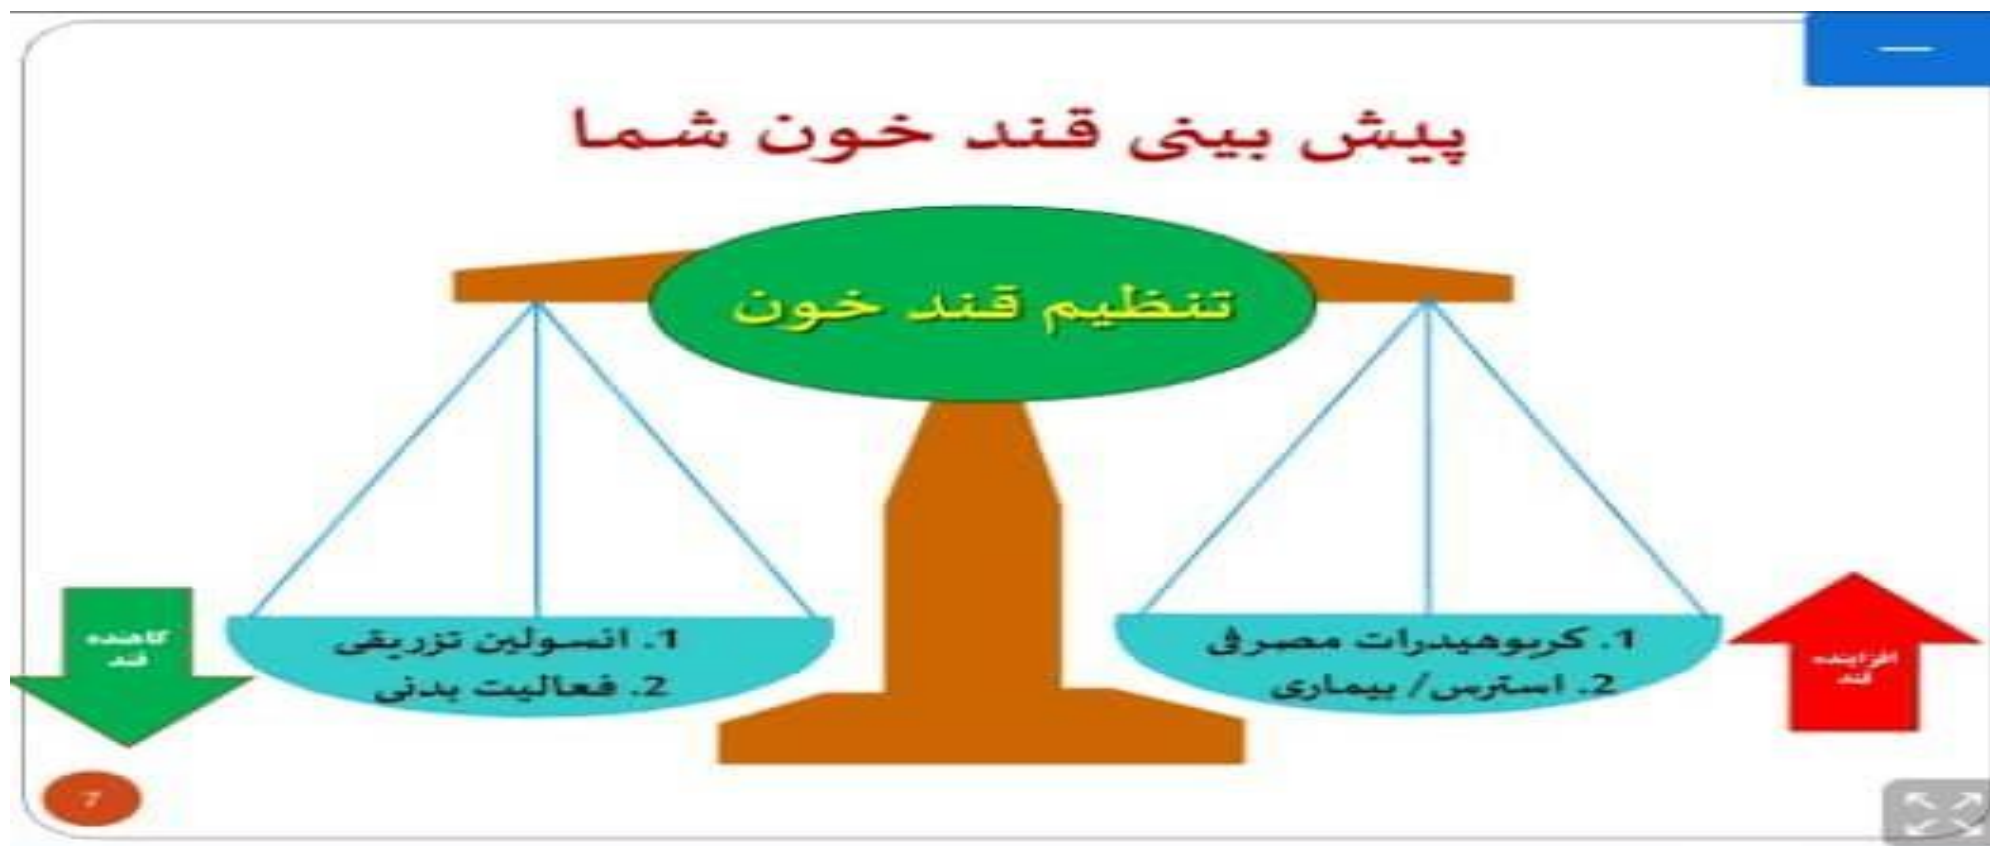 پیش بینی قند خون شما
تنظیم قند خون
1. کربوهیدرات مصرفی
2. استرس/ بیماری
افزاینده
قند
1. انسولین تزریقی
2. فعالیت بدنی
کاهنده
قند
7